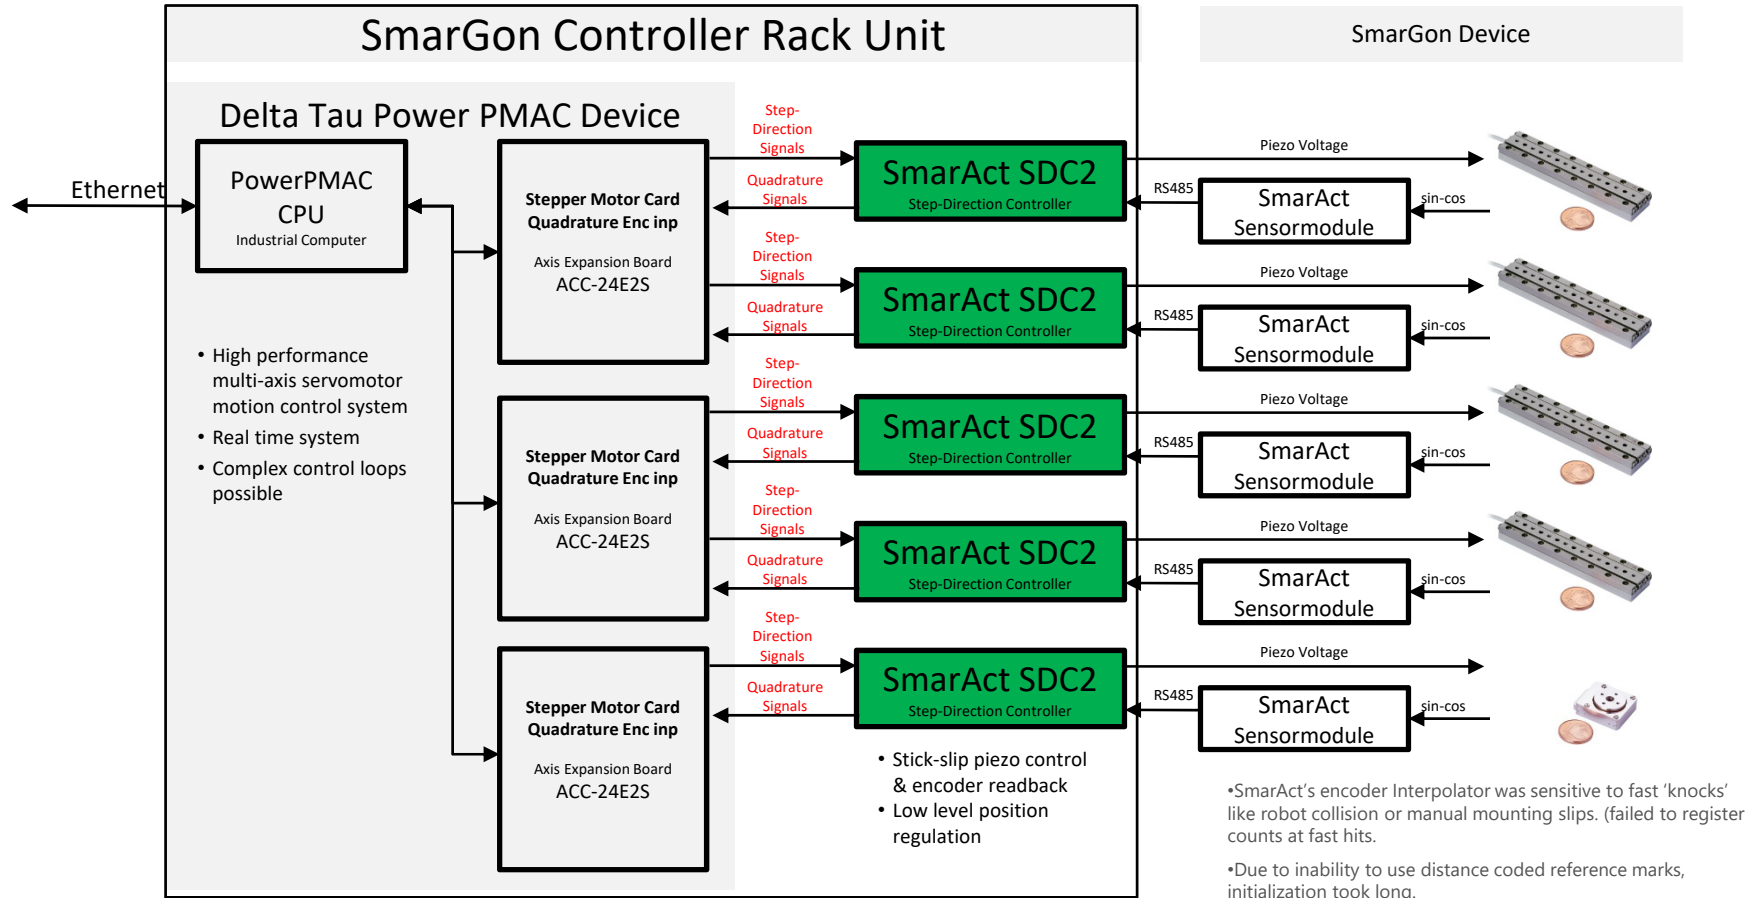 SmarGon Controller Rack Unit
SmarGon Device
Delta Tau Power PMAC Device
Ethernet
PowerPMAC
CPU
Industrial Computer
• High performance
multi-axis servomotor
motion control system
• Real time system
• Complex control loops
possible
Stepper Motor Card
Quadrature Enc inp
Axis Expansion Board
ACC-24E2S
Stepper Motor Card
Quadrature Enc inp
Axis Expansion Board
ACC-24E2S
Stepper Motor Card
Quadrature Enc inp
Axis Expansion Board
ACC-24E2S
Step-
Direction
Signals
Quadrature
Signals
SmarAct SDC2
Step-Direction Controller
Piezo Voltage
RS485
SmarAct
Sensormodule
sin-cos
Step-
Direction
Signals
Quadrature
Signals
SmarAct SDC2
Step-Direction Controller
Piezo Voltage
RS485
SmarAct
Sensormodule
sin-cos
Step-
Direction
Signals
Quadrature
Signals
SmarAct SDC2
Step-Direction Controller
Piezo Voltage
RS485
SmarAct
Sensormodule
sin-cos
Step-
Direction
Signals
Quadrature
Signals
SmarAct SDC2
Step-Direction Controller
Piezo Voltage
RS485
SmarAct
Sensormodule
sin-cos
Step-
Direction
Signals
Quadrature
Signals
SmarAct SDC2
Step-Direction Controller
Piezo Voltage
RS485
SmarAct
Sensormodule
sin-cos
• Stick-slip piezo control
& encoder readback
• Low level position
regulation
•SmarAct's encoder Interpolator was sensitive to fast 'knocks'
like robot collision or manual mounting slips. (failed to register
counts at fast hits.
•Due to inability to use distance coded reference marks,
initialization took long.